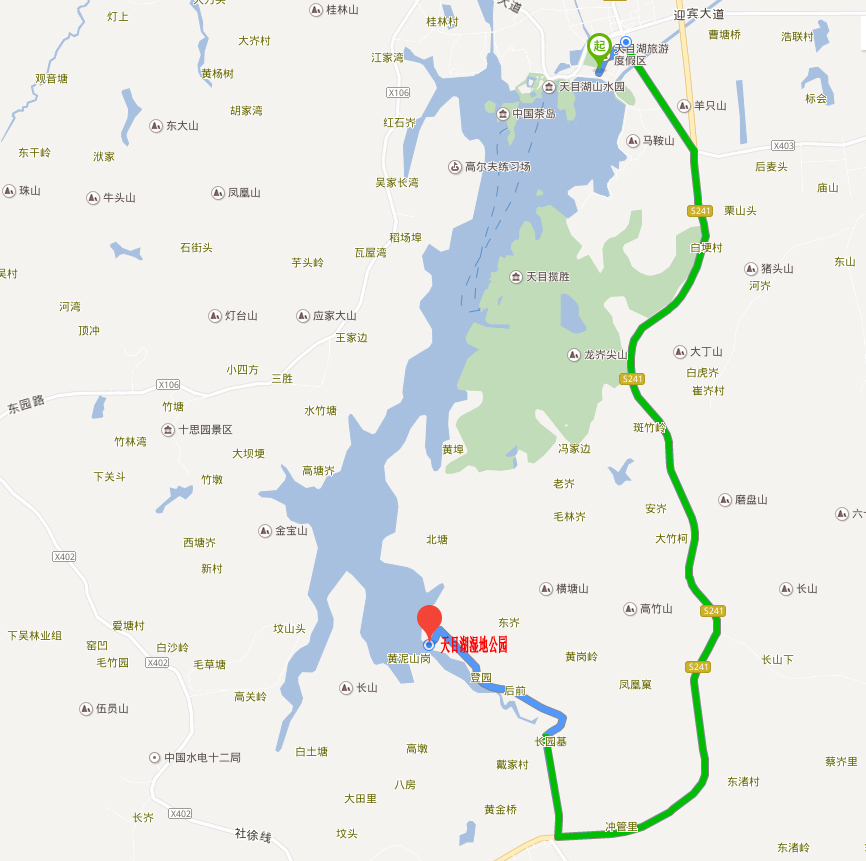 力头山
灯上
桂林山
桂林村
大道
迎宾大道
曹塘桥
浩联村
大岕村
起
天目湖旅游
度假区
江家湾
黄杨树
观音塘
X106
天目湖山水园
标会
羊只山
胡家湾
中国茶岛
东大山
红石岕
马鞍山
X403
东干岭
洑家
高尔夫练习场
后麦头
吴家长湾
庙山
珠山
牛头山
凤凰山
S241
栗山头
稻场埠
石街头
白埂村
瓦屋湾
芋头岭
东山
吴村
猪头山
天目揽胜
河岕
河湾
灯台山
应家大山
顶冲
王家边
龙岕尖山
大丁山
小四方
白虎岕
三胜
S241
X106
崔岕村
东园路
竹塘
水竹塘
十思园景区
斑竹岭
竹林湾
黄埠
冯家边
大坝埂
高塘岕
下关斗
竹墩
老岕
磨盘山
安岕
六十
毛林岕
金宝山
北塘
大竹柯
西塘岕
X402
新村
横塘山
长山
高竹山
S241
爱塘村
坟山头
东岕
下吴林业组
窑凹
白沙岭
天目湖湿地公园
黄泥山岗
黄岗岭
长山下
毛竹园
X402
毛草塘
S241
登园
凤凰窠
长山
后前
高关岭
伍员山
长园基
中国水电十二局
白土塘
高墩
戴家村
蔡岕里
八房
东渚村
大田里
黄金桥
长岕
X402
社徐线
坟头
冲管里
东渚岭